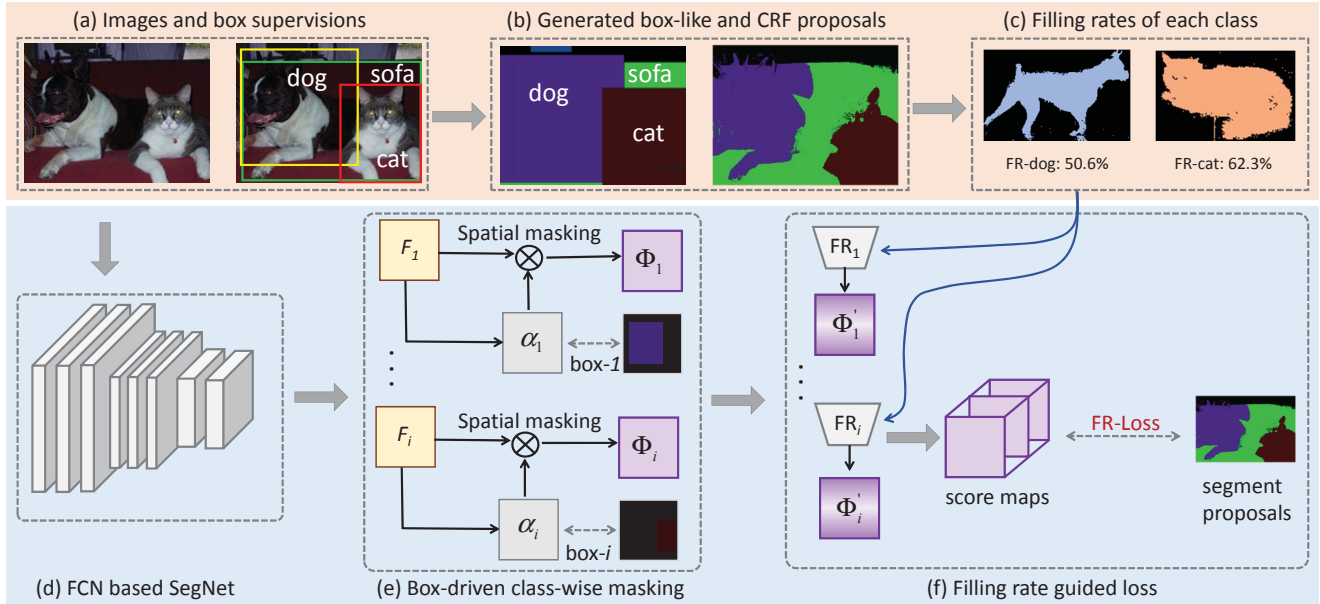 (a) Images and box supervisions
(b) Generated box-like and CRF proposals
(c) Filling rates of each class
dog
sofa
cat
dog
sofa
cat
FR-dog: 50.6%
FR-cat: 62.3%
F1
Spatial masking
Φ1
α1
box-1
Fi
Spatial masking
Φi
αi
box-i
FR1
Φ'1
FRi
Φ'i
score maps
FR-Loss
segment
proposals
(d) FCN based SegNet
(e) Box-driven class-wise masking
(f) Filling rate guided loss